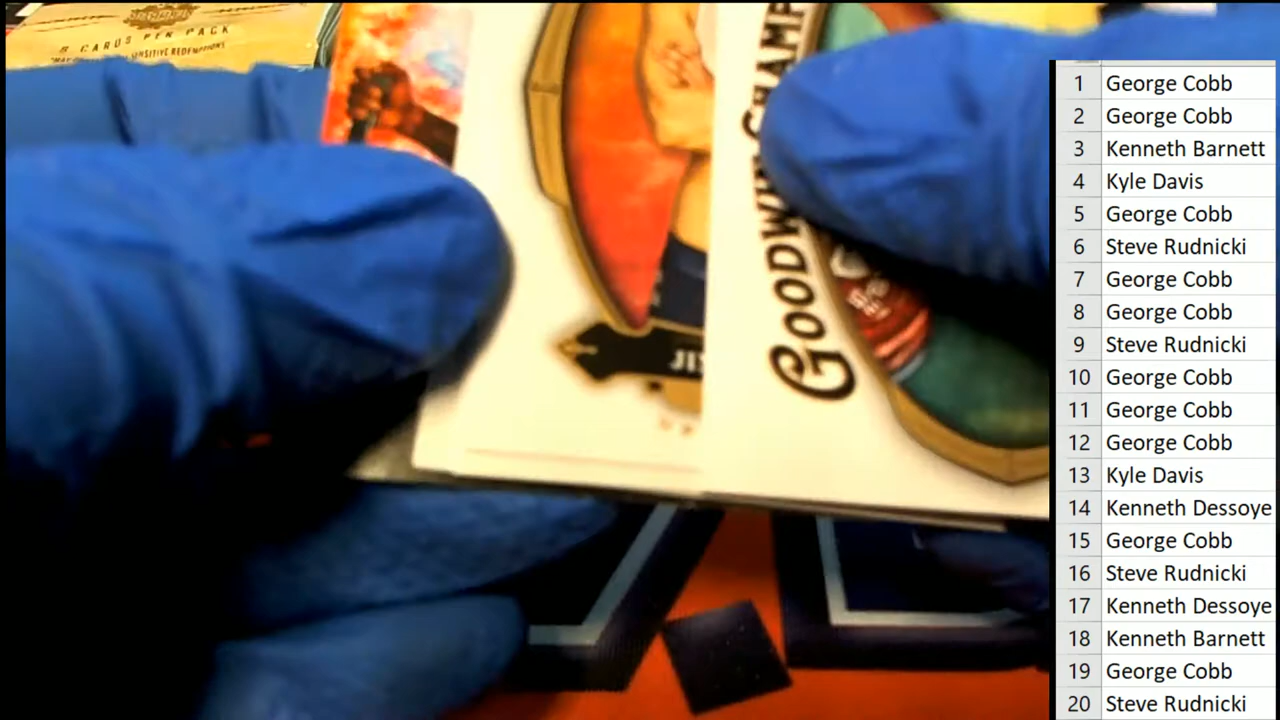 8 CARDS PER PACK
SENSITIVE REDEMPTIONS
GOODWIN CHAMP
JI
1 George Cobb
2 George Cobb
3 Kenneth Barnett
4 Kyle Davis
5 George Cobb
6 Steve Rudnicki
7 George Cobb
8 George Cobb
9 Steve Rudnicki
10 George Cobb
11 George Cobb
12 George Cobb
13 Kyle Davis
14 Kenneth Dessoye
15 George Cobb
16 Steve Rudnicki
17 Kenneth Dessoye
18 Kenneth Barnett
19 George Cobb
20 Steve Rudnicki